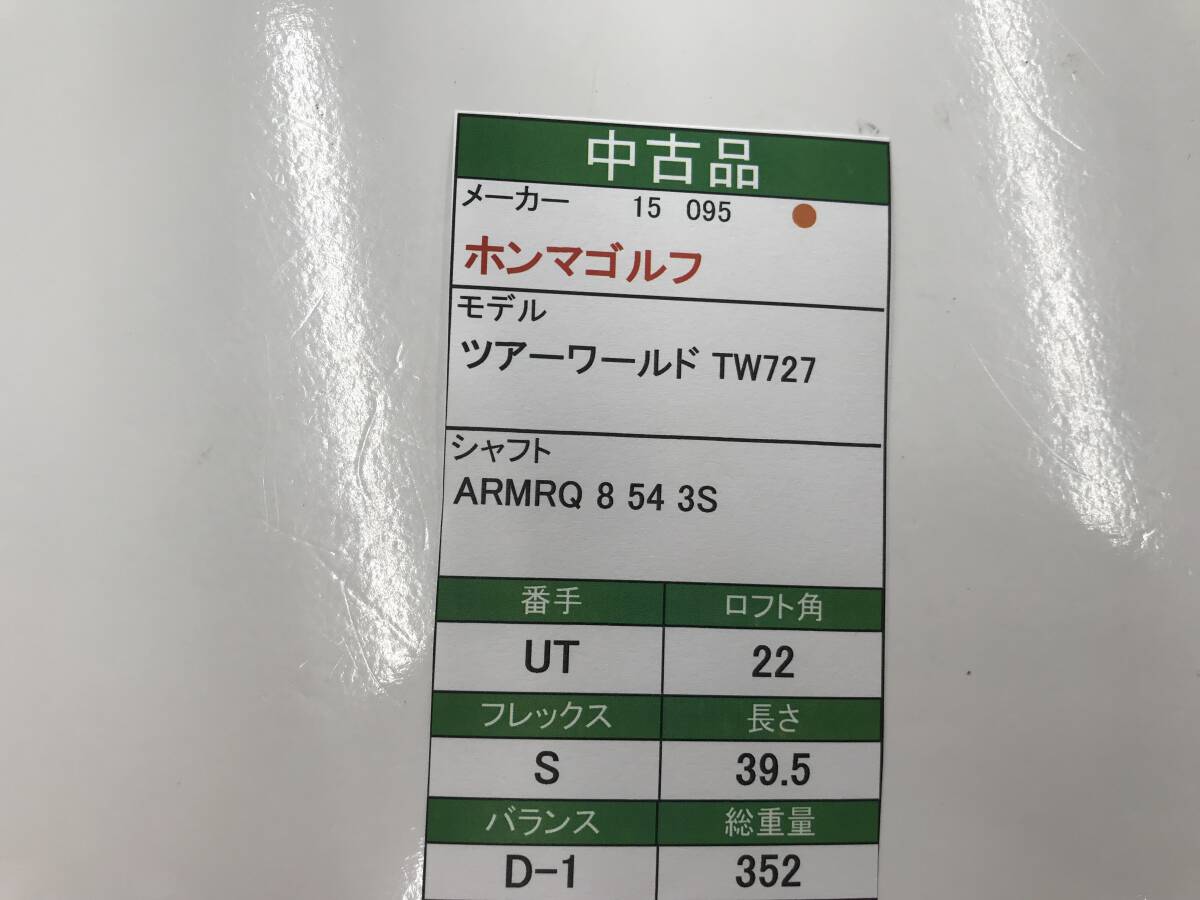 中古品
メーカー 15 095
ホンマゴルフ
モデル
ツアーワールド TW727
シャフト
ARMRQ 8 54 3S
番手 ロフト角
UT 22
フレックス 長さ
S 39.5
バランス 総重量
D-1 352